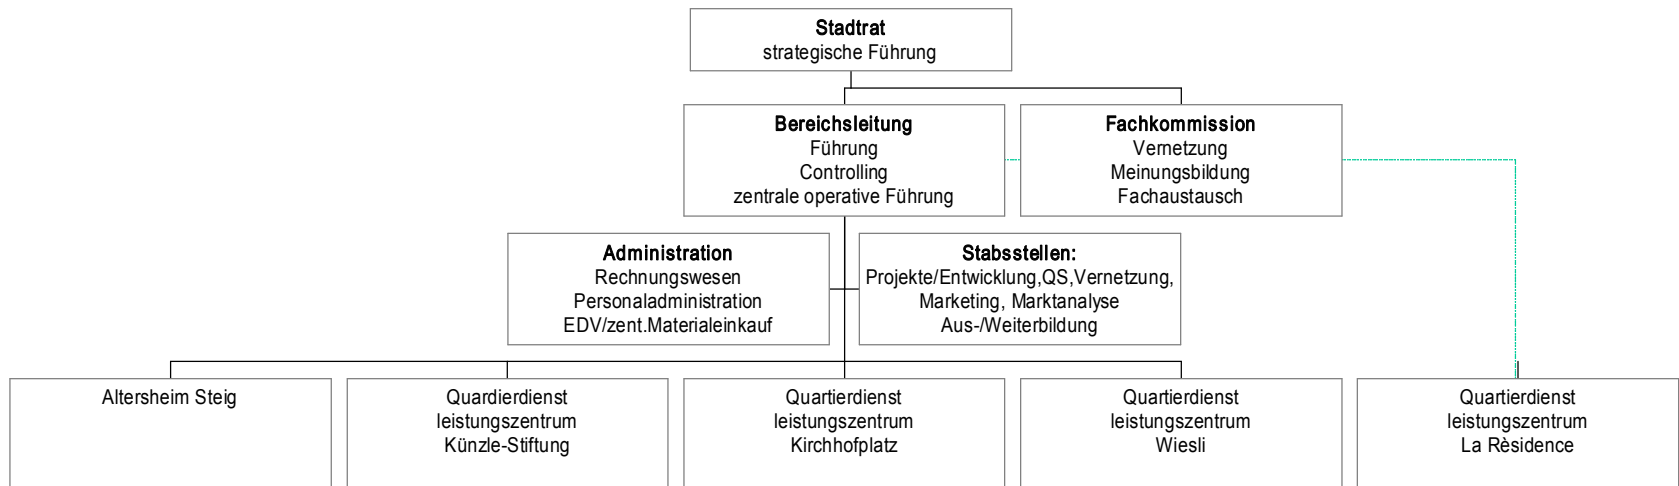 Stadtrat
strategische Führung
Bereichsleitung
Führung
Controlling
zentrale operative Führung
Fachkommission
Vernetzung
Meinungsbildung
Fachaustausch
Administration
Rechnungswesen
Personaladministration
EDV/zent.Materialeinkauf
Stabsstellen:
Projekte/Entwicklung,QS,Vernetzung,
Marketing, Marktanalyse
Aus-/Weiterbildung
Altersheim Steig
Quardierdienst
leistungszentrum
Künzle-Stiftung
Quartierdienst
leistungszentrum
Kirchhofplatz
Quartierdienst
leistungszentrum
Wiesli
Quartierdienst
leistungszentrum
La Rèsidence